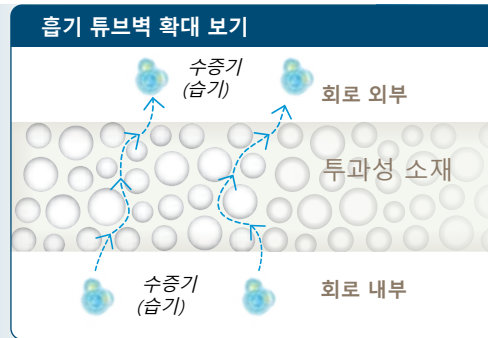 흡기 튜브벽 확대 보기
수증기
(습기)
회로 외부
투과성 소재
수증기
(습기)
회로 내부